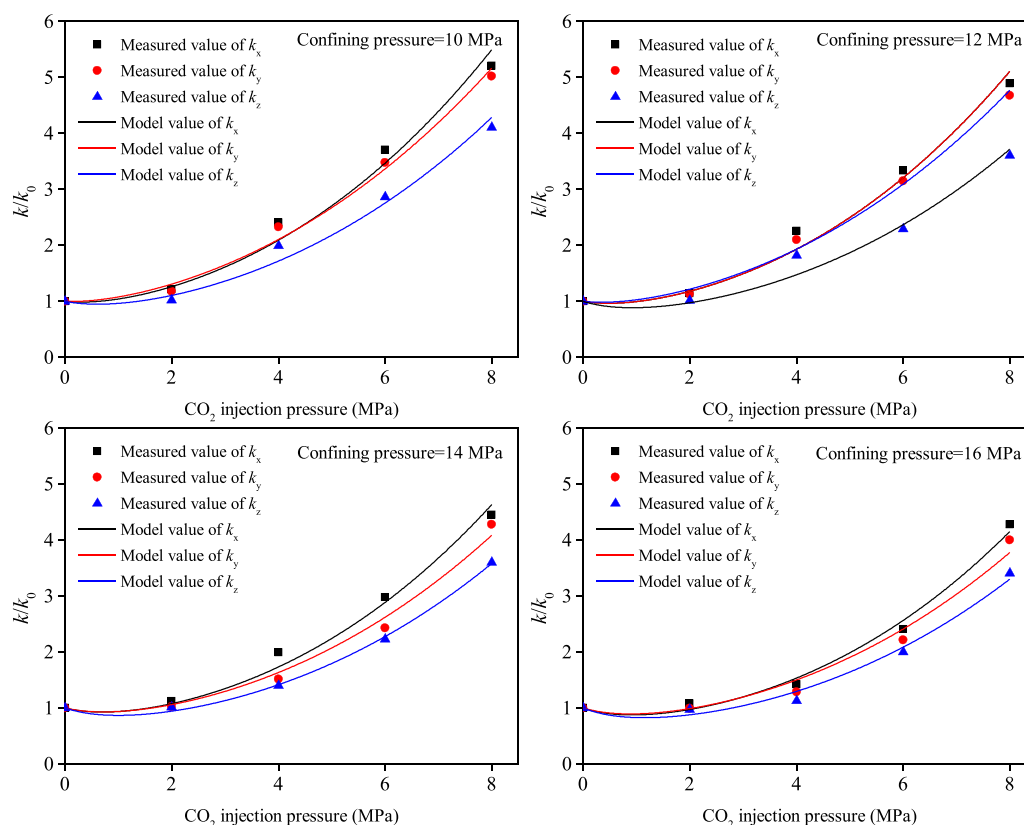 6
5
4
3
2
1
0
k/k0
Measured value of kx
Measured value of ky
Measured value of kz
Model value of kx
Model value of ky
Model value of kz
Confining pressure=10 MPa
0 2 4 6 8
CO2 injection pressure (MPa)
6
5
4
3
2
1
0
k/k0
Measured value of kx
Measured value of ky
Measured value of kz
Model value of kx
Model value of ky
Model value of kz
Confining pressure=12 MPa
0 2 4 6 8
CO2 injection pressure (MPa)
6
5
4
3
2
1
0
k/k0
Measured value of kx
Measured value of ky
Measured value of kz
Model value of kx
Model value of ky
Model value of kz
Confining pressure=14 MPa
0 2 4 6 8
CO2 injection pressure (MPa)
6
5
4
3
2
1
0
k/k0
Measured value of kx
Measured value of ky
Measured value of kz
Model value of kx
Model value of ky
Model value of kz
Confining pressure=16 MPa
0 2 4 6 8
CO2 injection pressure (MPa)